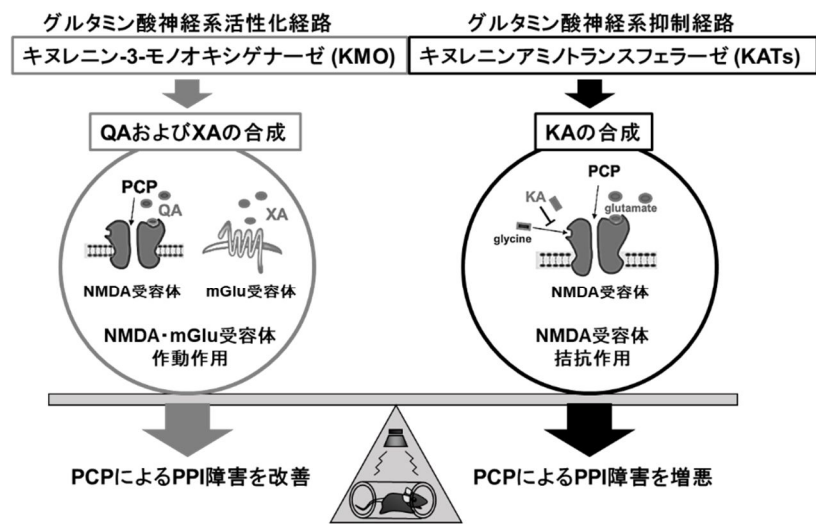 グルタミン酸神経系活性化経路
キヌレニン-3-モノオキシゲナーゼ (KMO)
QAおよびXAの合成
PCP
QA
XA
NMDA受容体
mGlu受容体
NMDA・mGlu受容体
作動作用
PCPによるPPI障害を改善
グルタミン酸神経系抑制経路
キヌレニンアミノトランスフェラーゼ (KATs)
KAの合成
PCP
KA
glutamate
glycine
NMDA受容体
NMDA受容体
拮抗作用
PCPによるPPI障害を増悪